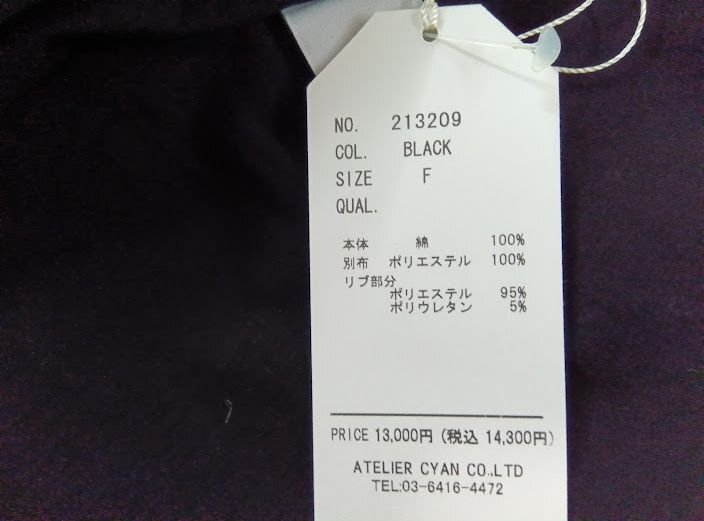 NO. 213209
COL. BLACK
SIZE F
QUAL.
本体 綿 100%
別布 ポリエステル 100%
リブ部分
ポリエステル 95%
ポリウレタン 5%
PRICE 13,000円 (税込 14,300円)
ATELIER CYAN CO.,LTD
TEL:03-6416-4472